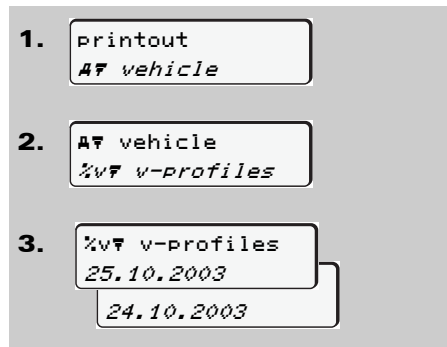 1. printout
A▼ vehicle
2. A▼ vehicle
%v▼ v-profiles
3. %v▼ v-profiles
25.10.2003
24.10.2003